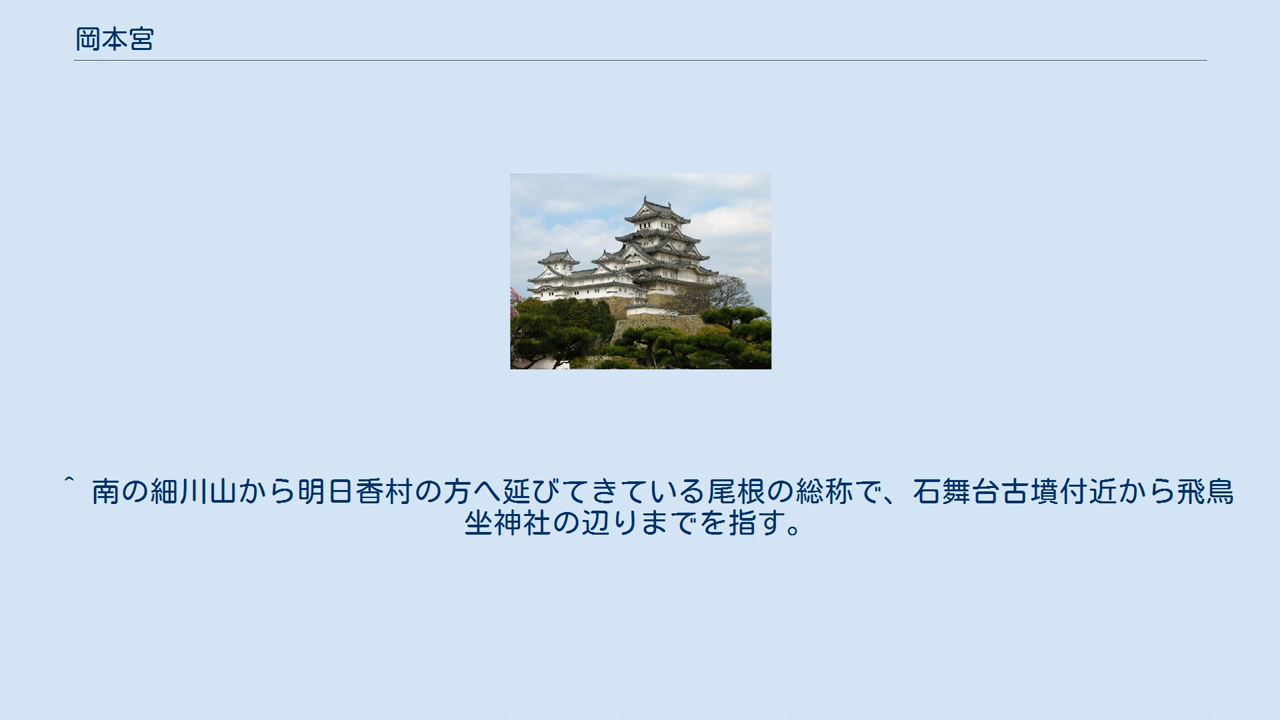 岡本宮
^ 南の細川山から明日香村の方へ延びてきている尾根の総称で、石舞台古墳付近から飛鳥
坐神社の辺りまでを指す。